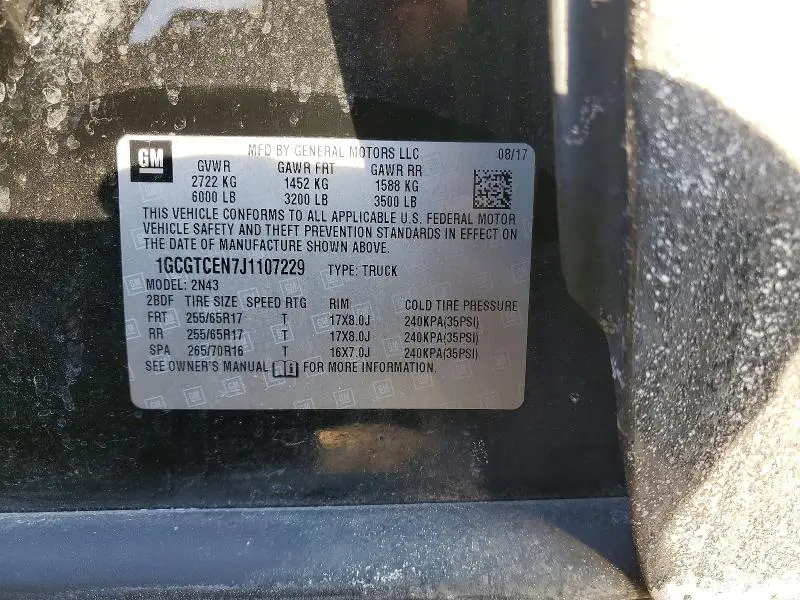 GM
MFD BY GENERAL MOTORS LLC 08/17
GVWR GAWR FRT GAWR RR
2722 KG 1452 KG 1588 KG
6000 LB 3200 LB 3500 LB
THIS VEHICLE CONFORMS TO ALL APPLICABLE U.S. FEDERAL MOTOR
VEHICLE SAFETY AND THEFT PREVENTION STANDARDS IN EFFECT ON
THE DATE OF MANUFACTURE SHOWN ABOVE.
1GCGTCEN7J1107229 TYPE: TRUCK
MODEL: 2N43
2BDF TIRE SIZE SPEED RTG RIM COLD TIRE PRESSURE
FRT 255/65R17 T 17X8.0J 240KPA(35PSI)
RR 255/65R17 T 17X8.0J 240KPA(35PSI)
SPA 265/70R16 T 16X7.0J 240KPA(35PSI)
SEE OWNER'S MANUAL FOR MORE INFORMATION.